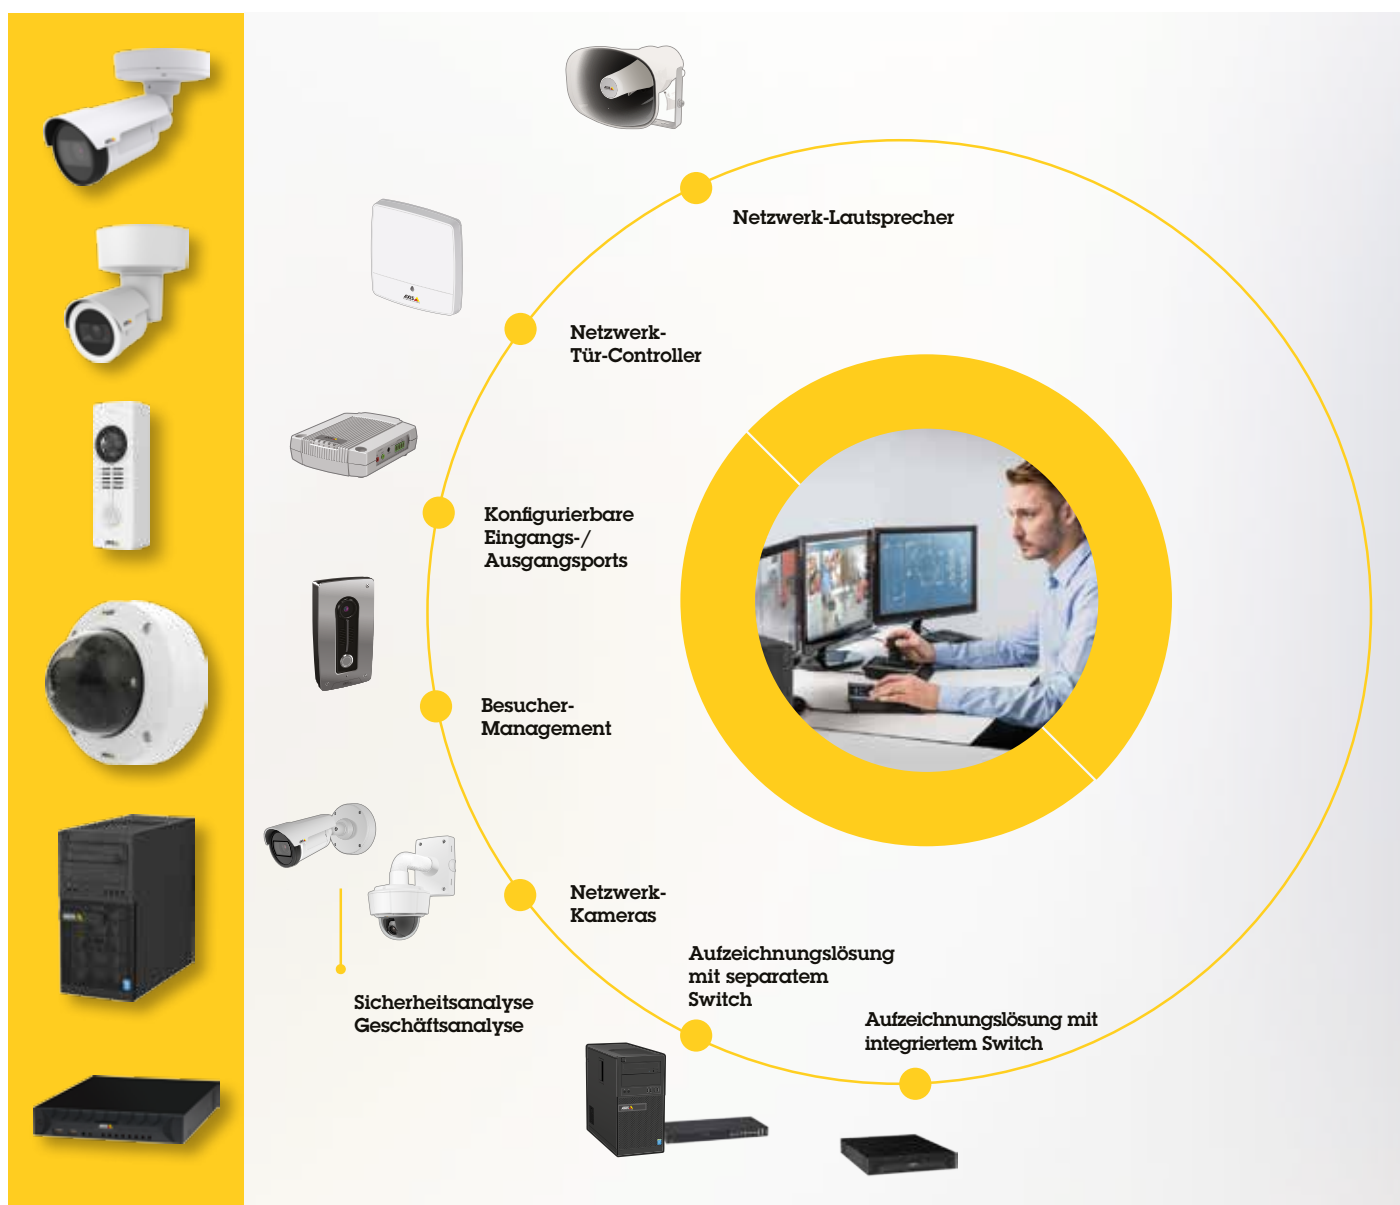 Netzwerk-Lautsprecher
Netzwerk-
Tür-Controller
Konfigurierbare
Eingangs-/
Ausgangsports
Besucher-
Management
Netzwerk-
Kameras
Sicherheitsanalyse
Geschäftsanalyse
Aufzeichnungslösung
mit separatem
Switch
Aufzeichnungslösung mit
integriertem Switch